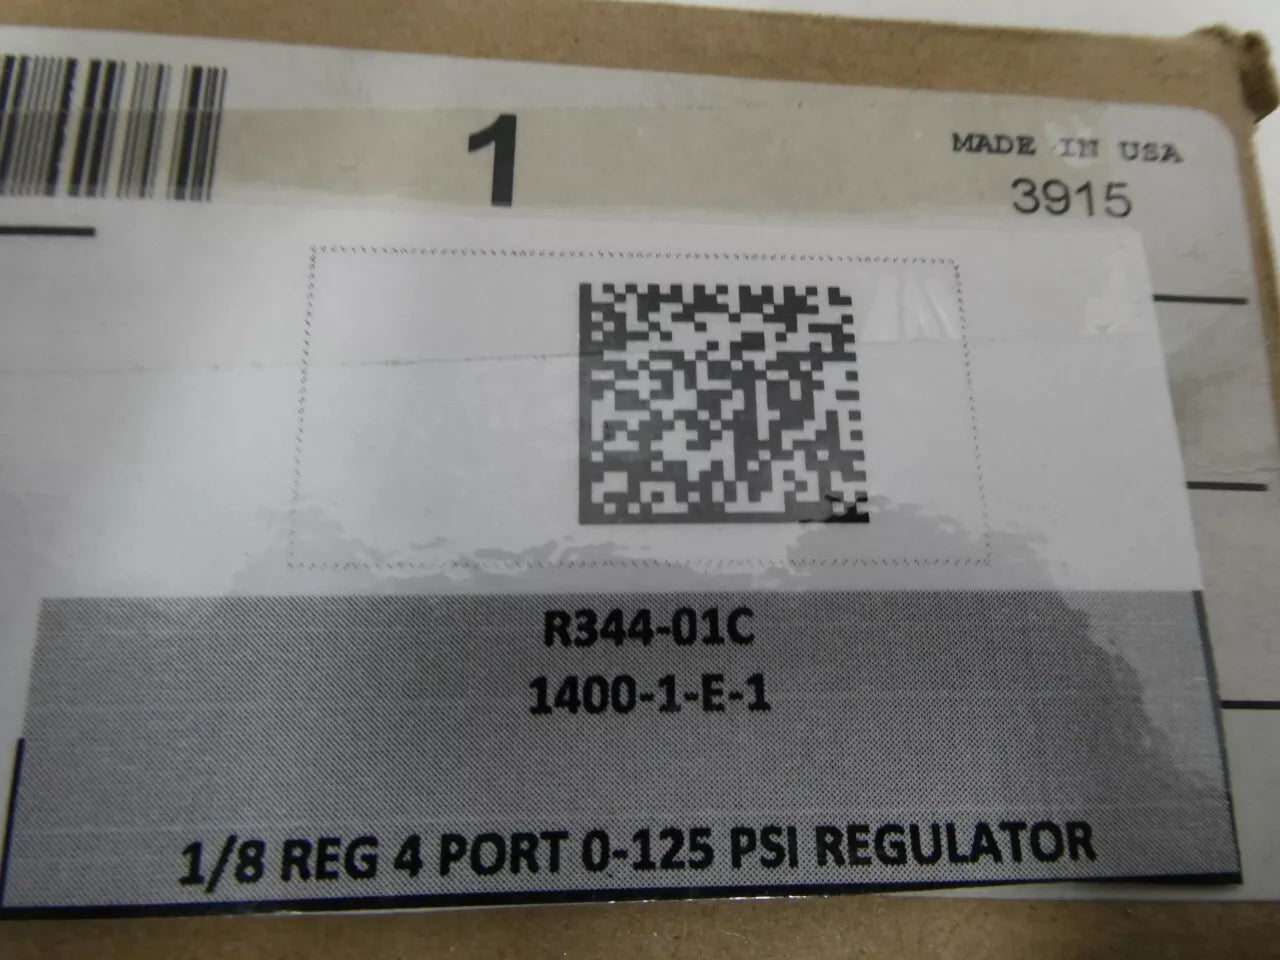 1
MADE IN USA
3915
R344-01C
1400-1-E-1
1/8 REG 4 PORT 0-125 PSI REGULATOR